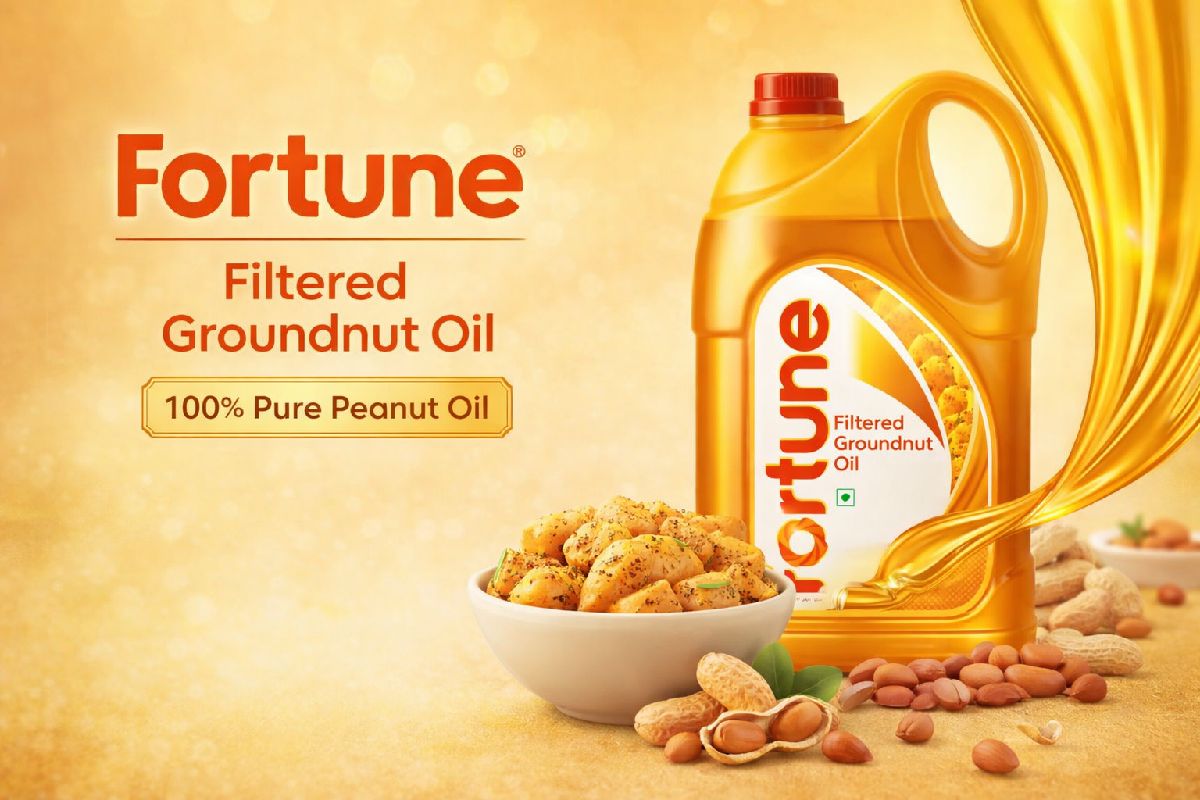 Fortune®
Filtered
Groundnut Oil
100% Pure Peanut Oil
Fortune
Filtered
Groundnut
Oil